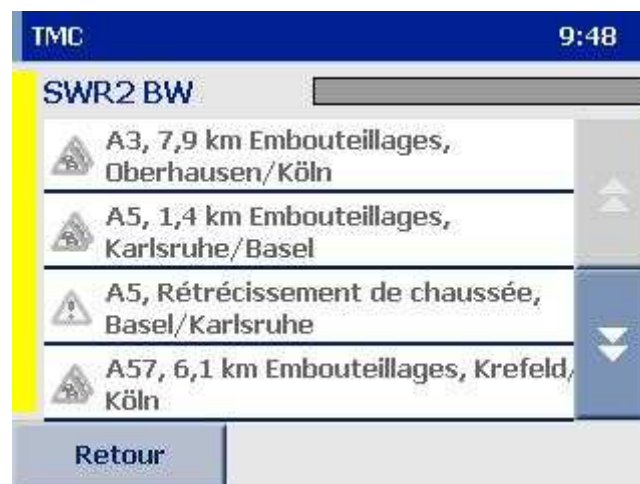 TMC 9:48
SWR2 BW
A3, 7,9 km Embouteillages,
Oberhausen/Köln
A5, 1,4 km Embouteillages,
Karlsruhe/Basel
A5, Rétrécissement de chaussée,
Basel/Karlsruhe
A57, 6,1 km Embouteillages, Krefeld/
Köln
Retour